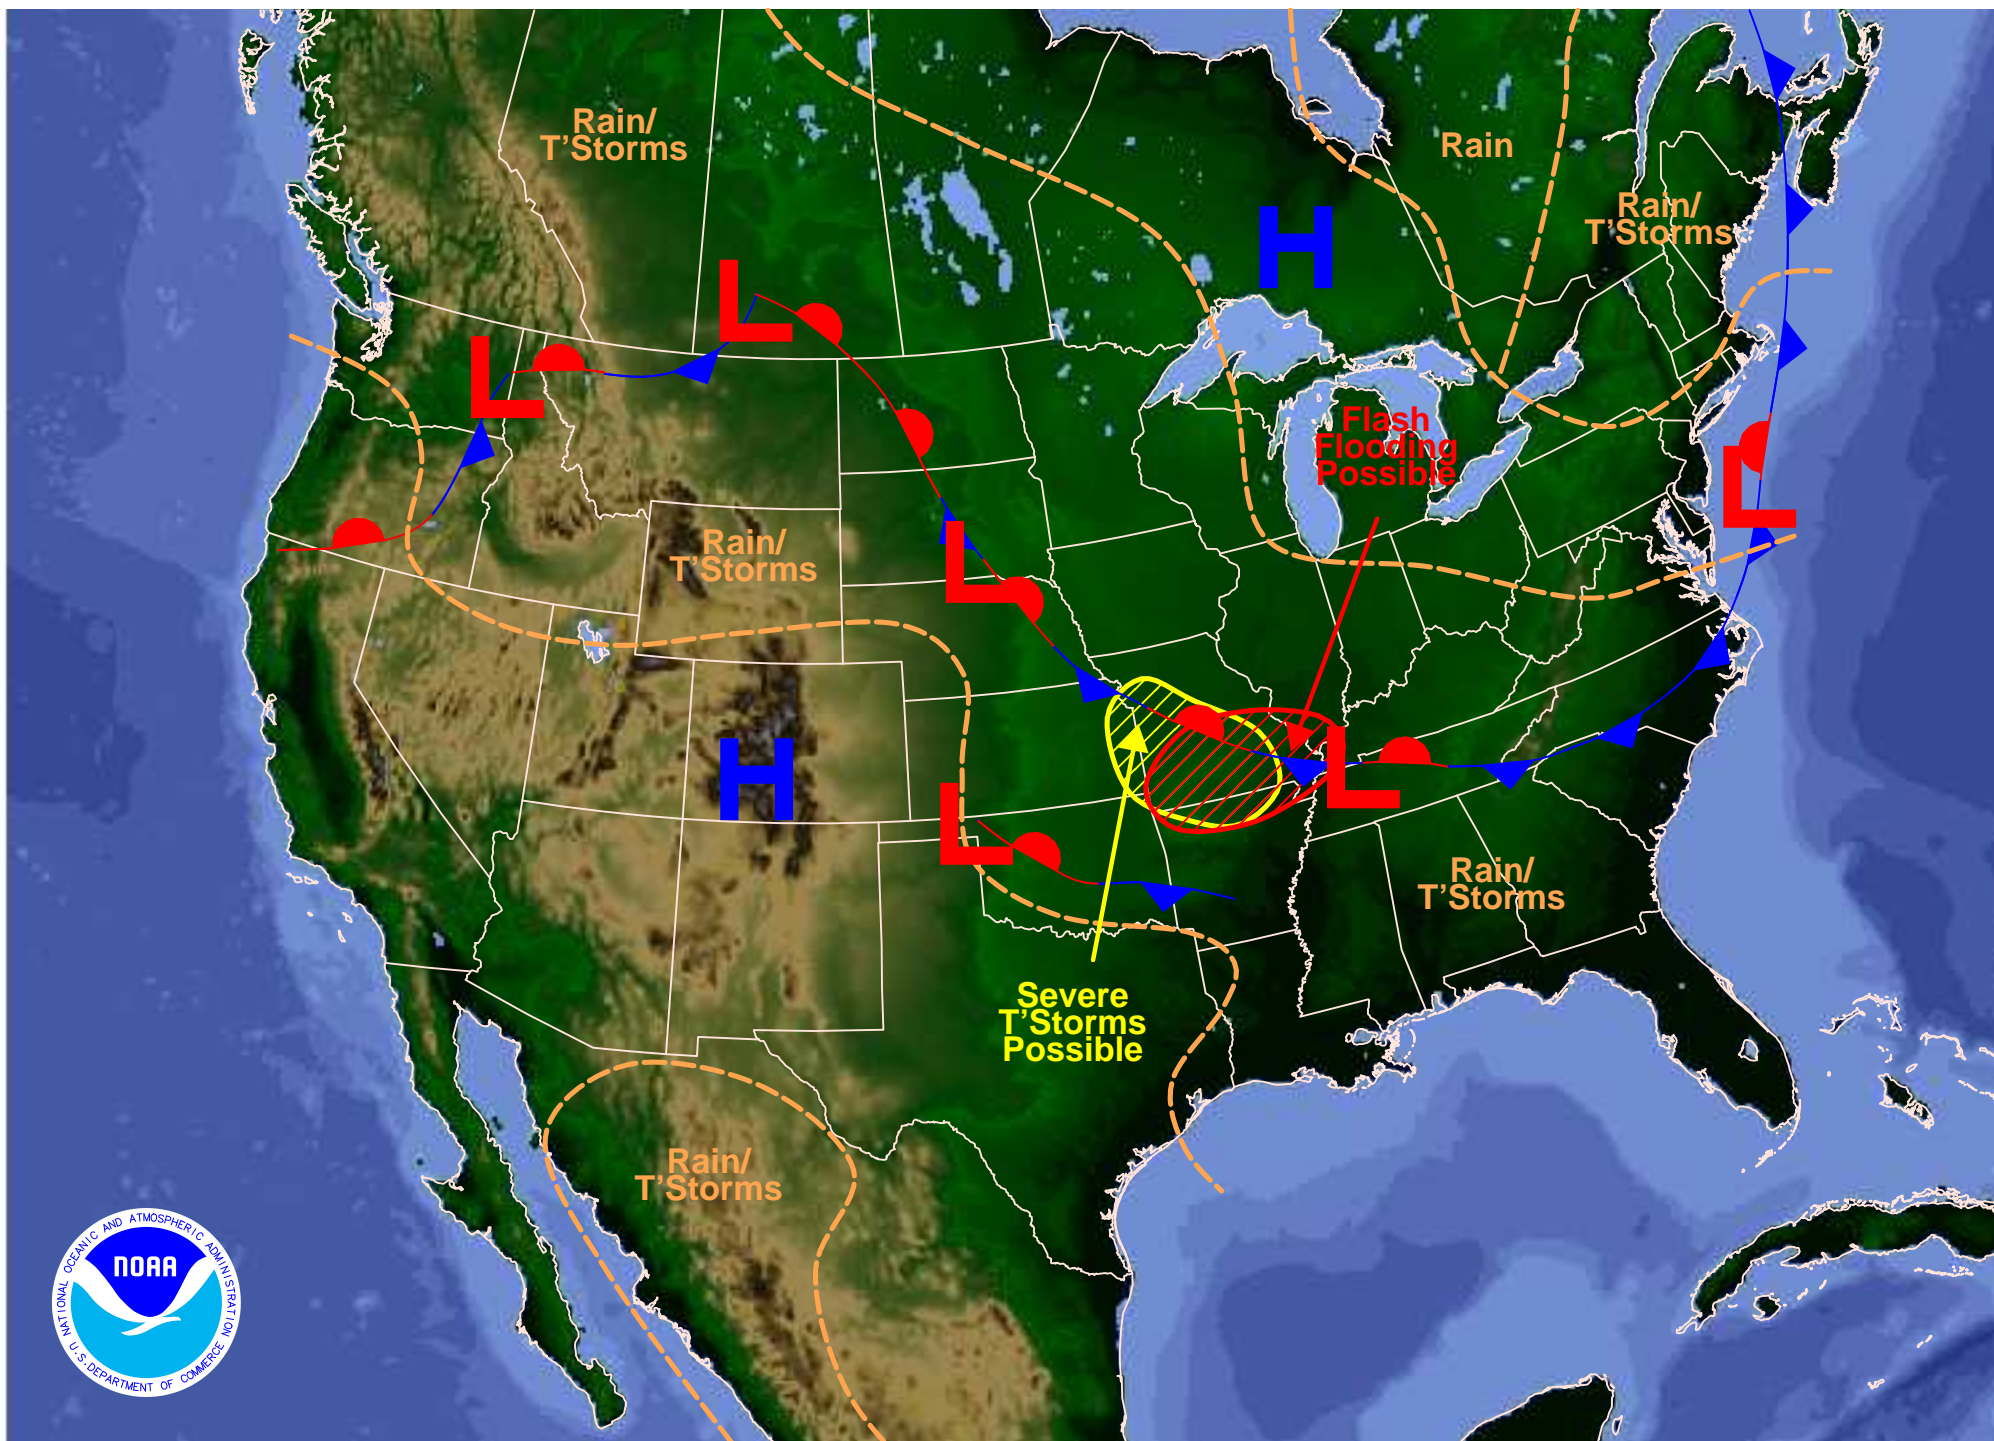 Rain/
T'Storms
Rain
Rain/
T'Storms
H
L
L
Flash
Flooding
Possible
L
L
Rain/
T'Storms
H
L
L
Rain/
T'Storms
Severe
T'Storms
Possible
Rain/
T'Storms
NATIONAL OCEANIC AND ATMOSPHERIC ADMINISTRATION
NOAA
U.S. DEPARTMENT OF COMMERCE